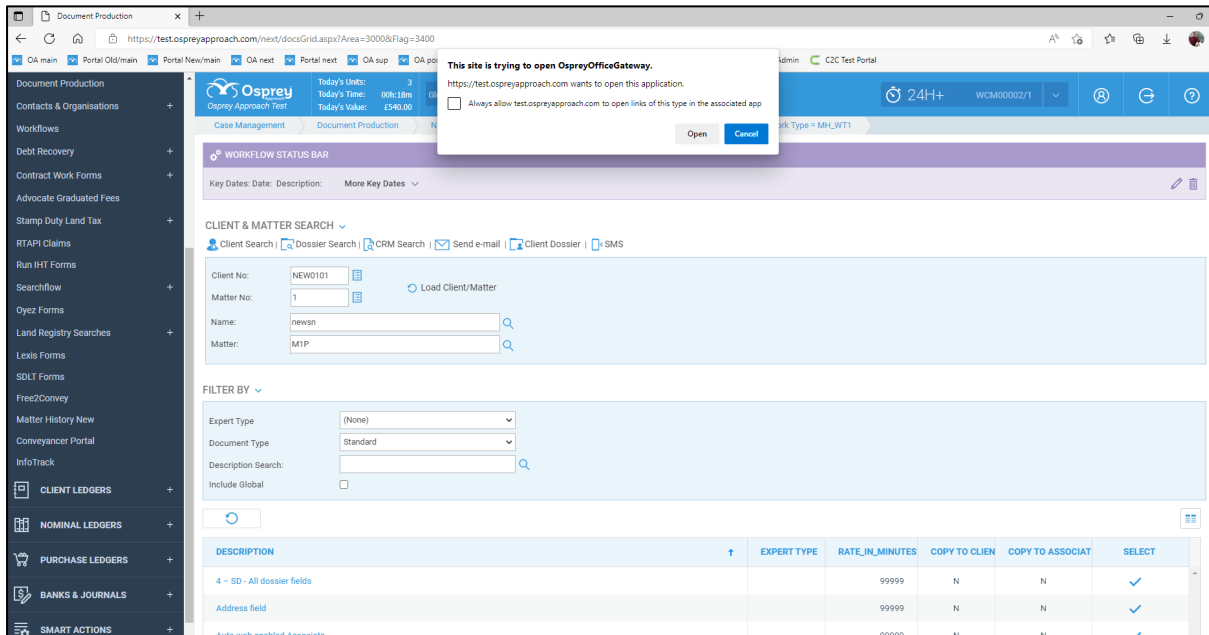 Document Production
https://test.ospreyapproach.com/next/docsGrid.aspx?Area=3000&Flag=3400
OA main Portal Old/main Portal New/main OA next Portal next OA sup OA po Admin C2C Test Portal
This site is trying to open OspreyOfficeGateway.
https://test.ospreyapproach.com wants to open this application.
Always allow test.ospreyapproach.com to open links of this type in the associated app
Open Cancel
Document Production
Contacts & Organisations +
Workflows
Debt Recovery +
Contract Work Forms +
Advocate Graduated Fees
Stamp Duty Land Tax +
RTAPI Claims
Run IHT Forms
Searchflow +
Oyez Forms
Land Registry Searches +
Lexis Forms
SDLT Forms
Free2Convey
Matter History New
Conveyancer Portal
InfoTrack
CLIENT LEDGERS +
NOMINAL LEDGERS +
PURCHASE LEDGERS +
BANKS & JOURNALS +
SMART ACTIONS +
Osprey
Approach
Osprey Approach Test
Today's Units: 3
Today's Time: 00h:18m
Today's Value: £540.00
24H+ WCM00002/1
Case Management Document Production N ork Type = MH_WT1
WORKFLOW STATUS BAR
Key Dates: Date: Description: More Key Dates
CLIENT & MATTER SEARCH
Client Search | Dossier Search | CRM Search | Send e-mail | Client Dossier | SMS
Client No: NEW0101
Load Client/Matter
Matter No: 1
Name: newsn
Matter: M1P
FILTER BY
Expert Type (None)
Document Type Standard
Description Search:
Include Global
DESCRIPTION EXPERT TYPE RATE_IN_MINUTES COPY TO CLIEN COPY TO ASSOCIAT SELECT
4 – SD - All dossier fields 99999 N N
Address field 99999 N N
Auto web enabled Associate 99999 N N